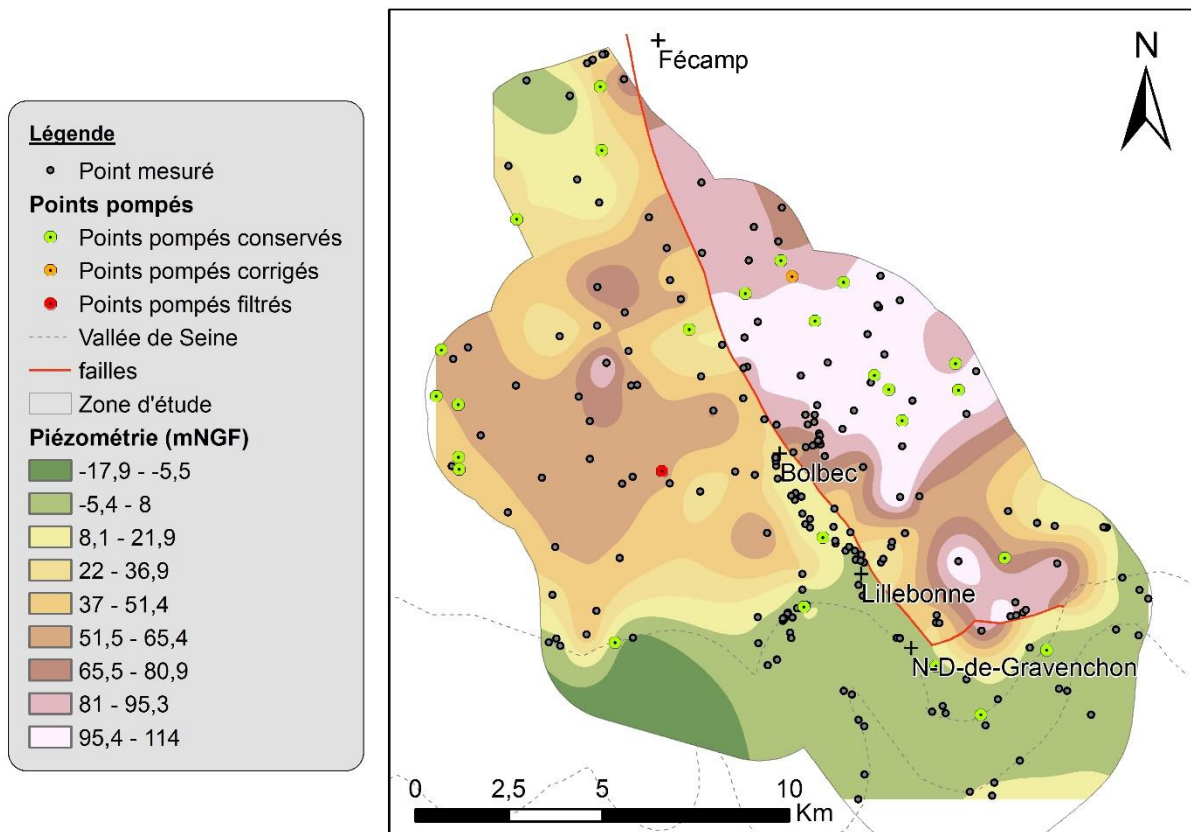 Légende
Point mesuré
Points pompés
Points pompés conservés
Points pompés corrigés
Points pompés filtrés
Vallée de Seine
failles
Zone d'étude
Piézométrie (mNGF)
-17,9 - -5,5
-5,4 - 8
8,1 - 21,9
22 - 36,9
37 - 51,4
51,5 - 65,4
65,5 - 80,9
81 - 95,3
95,4 - 114
Fécamp
N
Bolbec
Lillebonne
N-D-de-Gravenchon
0 2,5 5 10
Km